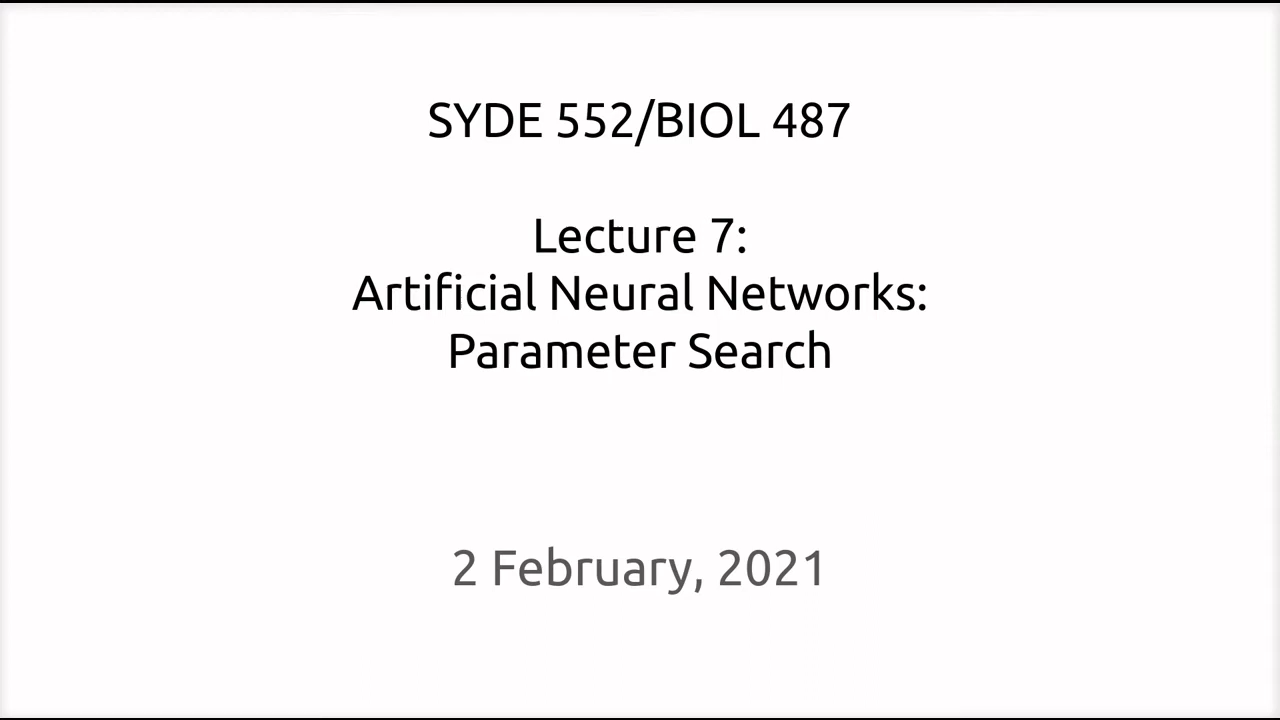 SYDE 552/BIOL 487
Lecture 7:
Artificial Neural Networks:
Parameter Search
2 February, 2021